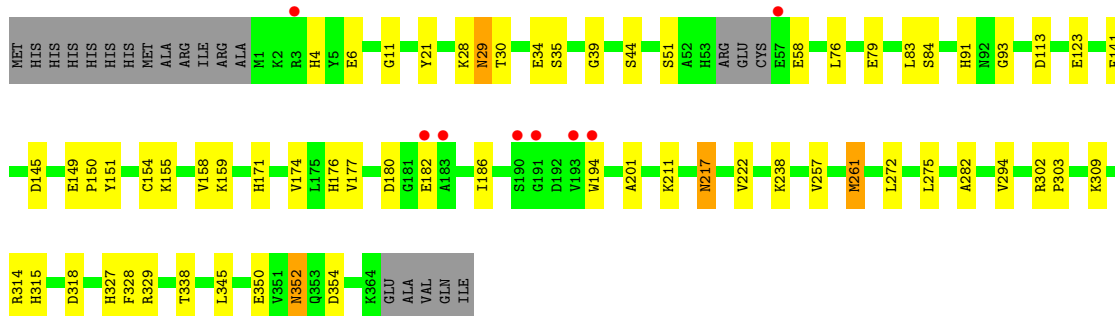 MET HIS HIS HIS HIS HIS HIS MET ALA ARG ILE ARG ALA M1 K2 R3 H4 Y5 E6 G11 Y21 K28 N29 T30 E34 S35 G39 S44 S51 A52 H53 ARG GLU CYS E57 E58 L76 E79 L83 S84 H91 N92 G93 D113 E123
D145 E149 P150 Y151 C154 K155 V158 K159 H171 V174 L175 H176 V177 D180 G181 E182 A183 I186 S190 G191 D192 V193 W194 A201 K211 N217 V222 K238 V257 M261 L272 L275 A282 V294 R302 P303 K309
R314 H315 D318 H327 F328 R329 T338 L345 E350 V351 N352 Q353 D354 K364 GLU ALA VAL GLN ILE